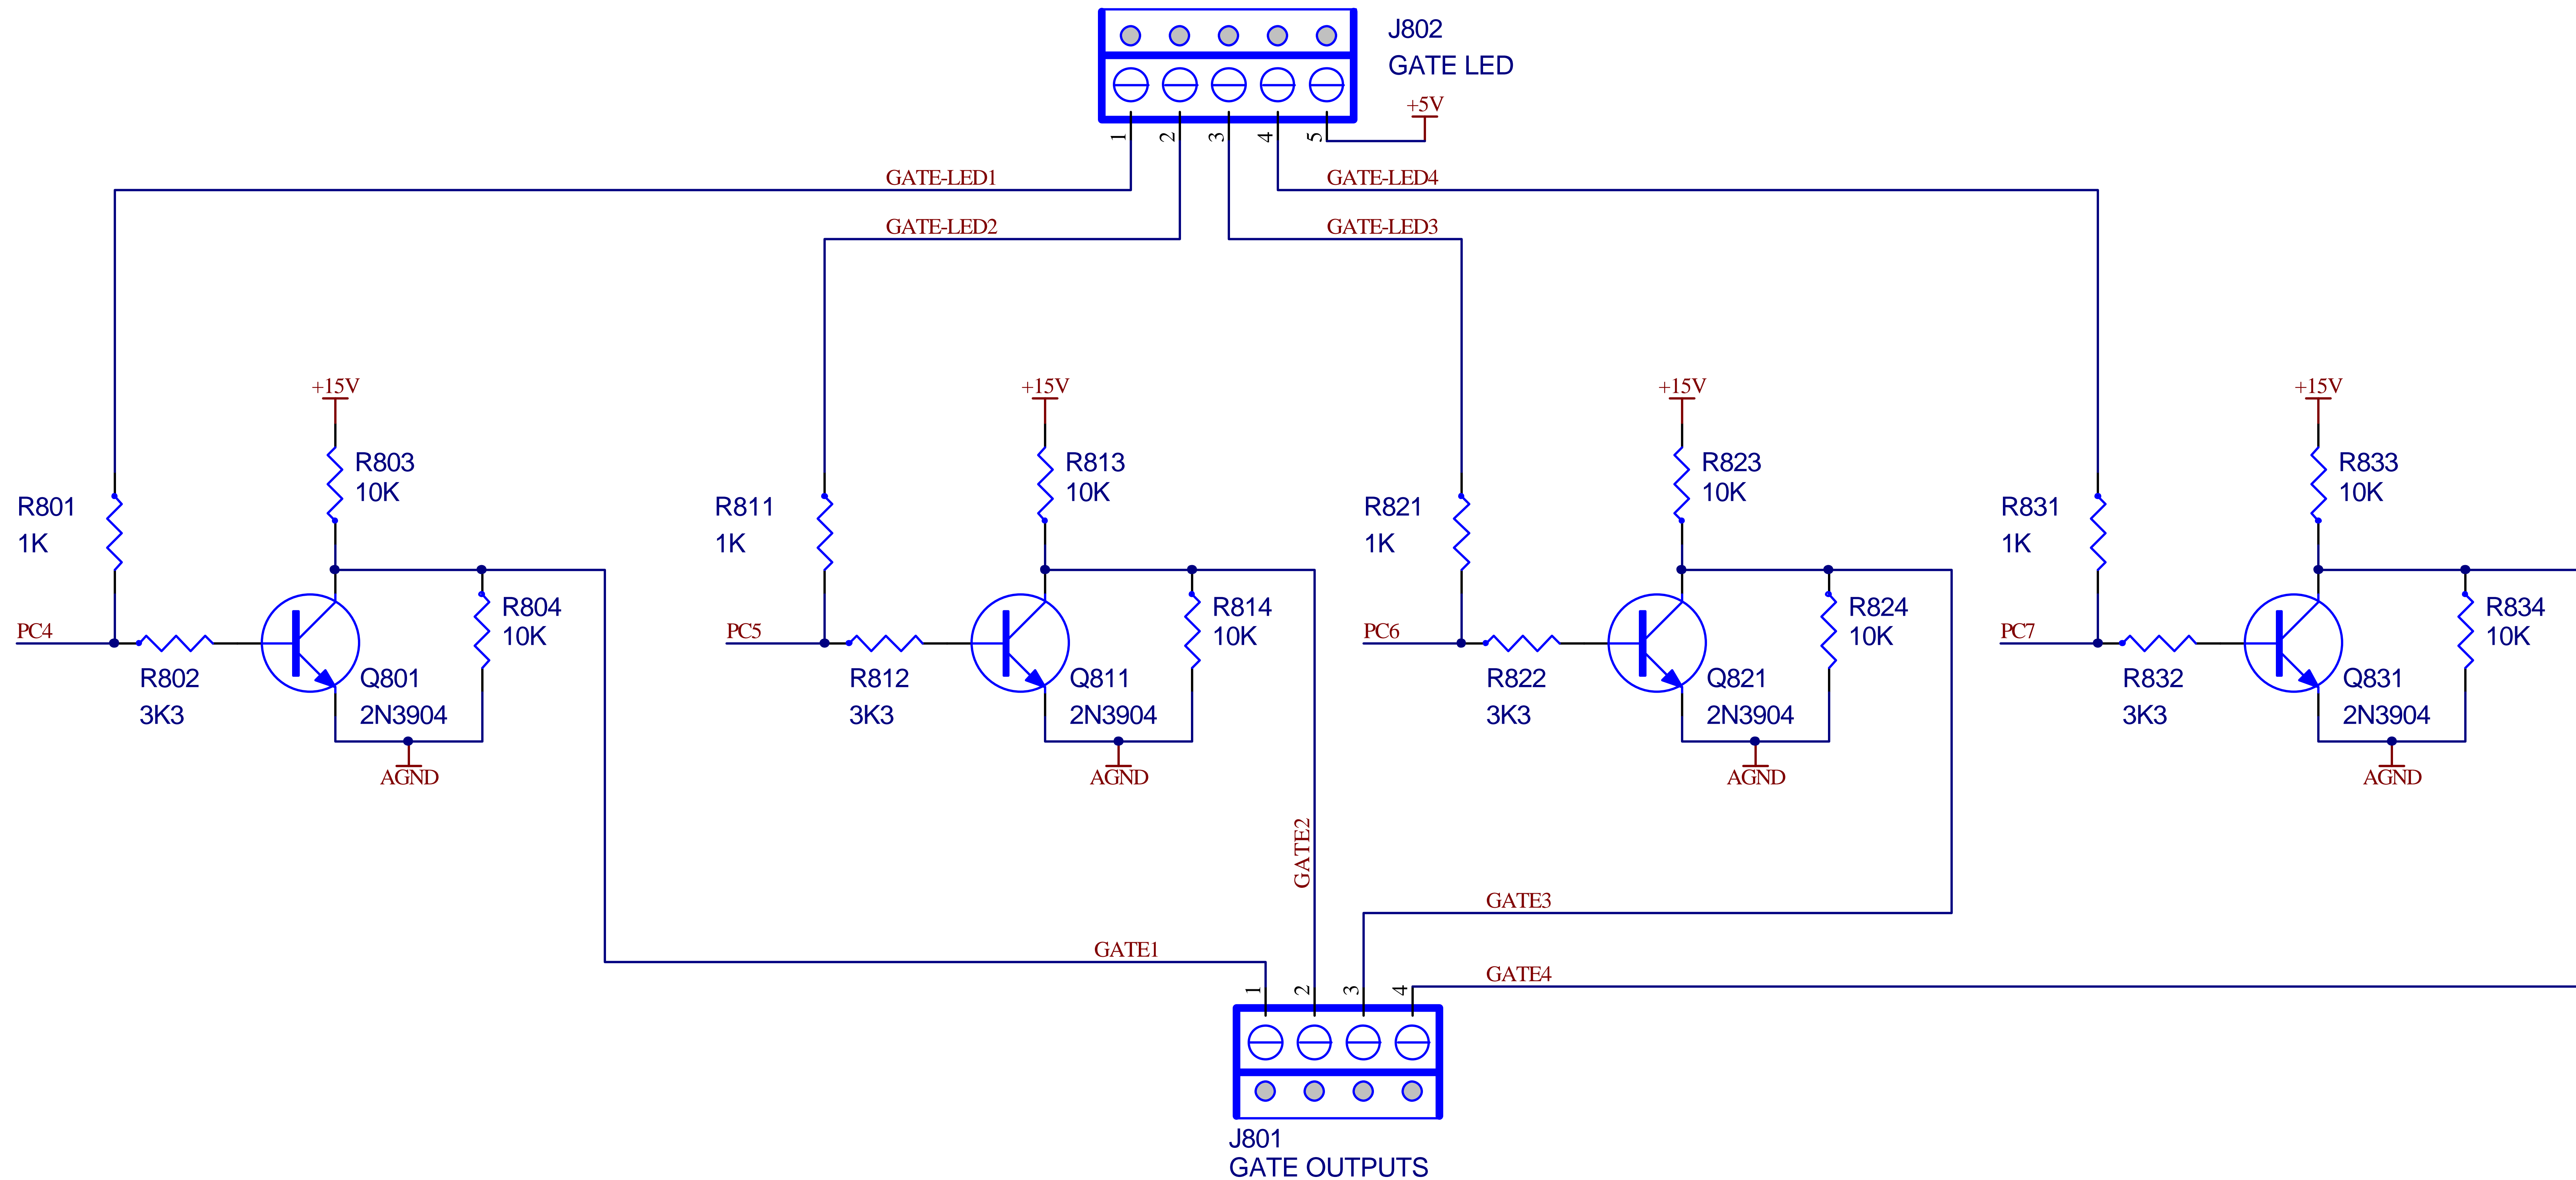 J802
GATE LED
+5V
1 2 3 4 5
GATE-LED1
GATE-LED4
GATE-LED2
GATE-LED3
+15V
+15V
+15V
+15V
R803
10K
R813
10K
R823
10K
R833
10K
R801
1K
R811
1K
R821
1K
R831
1K
R804
10K
R814
10K
R824
10K
R834
10K
PC4
PC5
PC6
PC7
R802
3K3
Q801
2N3904
R812
3K3
Q811
2N3904
R822
3K3
Q821
2N3904
R832
3K3
Q831
2N3904
AGND
AGND
AGND
AGND
GATE2
GATE3
GATE1
GATE4
1 2 3 4
J801
GATE OUTPUTS